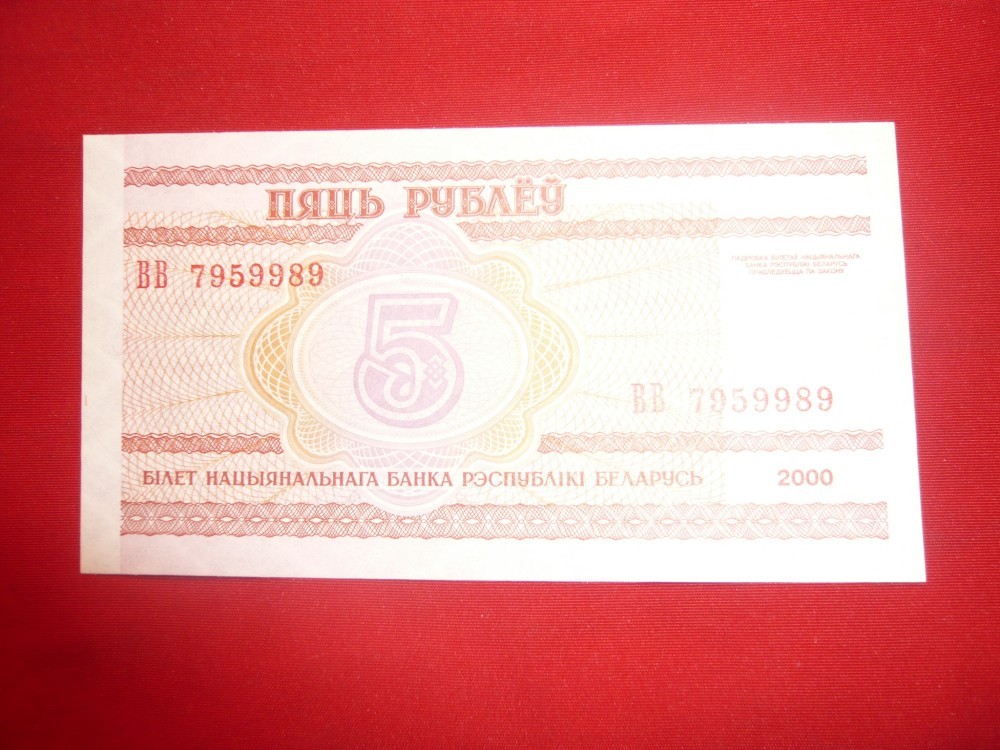 ПЯЦЬ РУБЛЁЎ
ПАДРОБКА БІЛЕТАЎ НАЦЫЯНАЛЬНАГА
БАНКА РЭСПУБЛІКІ БЕЛАРУСЬ
ПРАСЛЕДУЕЦЦА ПА ЗАКОНУ
ВВ 7959989
5
ВВ 7959989
БІЛЕТ НАЦЫЯНАЛЬНАГА БАНКА РЭСПУБЛІКІ БЕЛАРУСЬ 2000